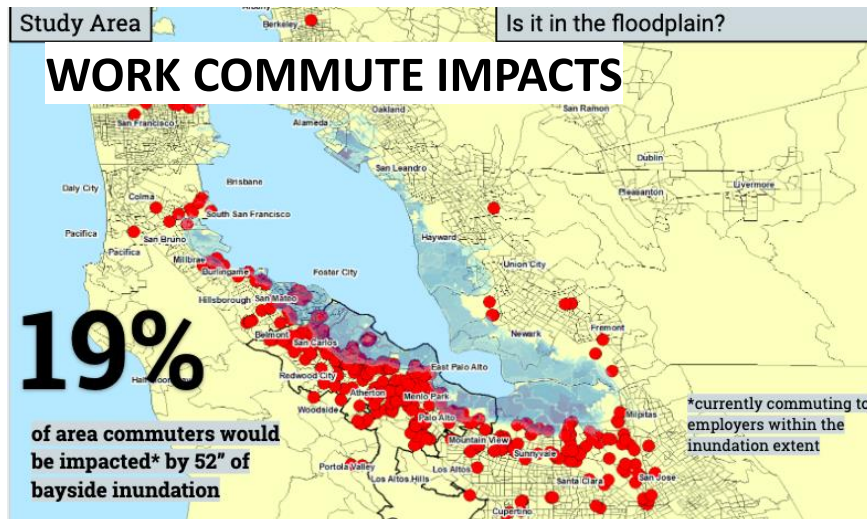 Study Area
Is it in the floodplain?
Berkeley
WORK COMMUTE IMPACTS
Oakland
San Ramon
San Francisco
Alameda
San Leandro
Dublin
Daly City
Brisbane
Pleasanton
Livermore
Colma
South San Francisco
Pacifica
San Bruno
Hayward
Pacifica
Millbrae
Union City
Burlingame
Foster City
Hillsborough
San Mateo
19%
Newark
Fremont
Belmont
San Carlos
East Palo Alto
Redwood City
Atherton
Menlo Park
Woodside
Palo Alto
*currently commuting to
employers within the
inundation extent
Milpitas
of area commuters would
be impacted* by 52” of
bayside inundation
Mountain View
Sunnyvale
Portola Valley
Los Altos
Los Altos Hills
Santa Clara
San Jose
Cupertino